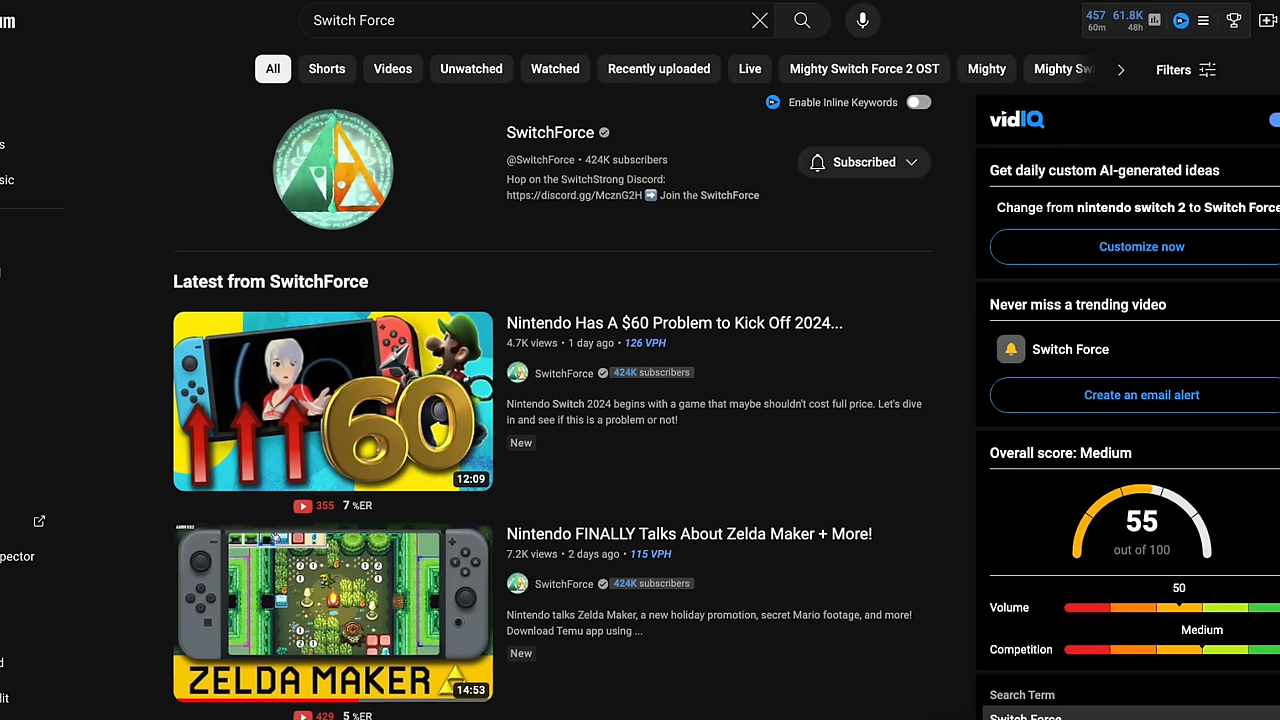 um
Switch Force
457 61.8K
60m 48h
All Shorts Videos Unwatched Watched Recently uploaded Live Mighty Switch Force 2 OST Mighty Mighty Swi Filters
Enable Inline Keywords
SwitchForce
@SwitchForce • 424K subscribers
Subscribed
Hop on the SwitchStrong Discord:
https://discord.gg/McznG2H ➡️ Join the SwitchForce
s
sic
Latest from SwitchForce
60
12:09
355 7 %ER
Nintendo Has A $60 Problem to Kick Off 2024...
4.7K views • 1 day ago • 126 VPH
SwitchForce 424K subscribers
Nintendo Switch 2024 begins with a game that maybe shouldn't cost full price. Let's dive
in and see if this is a problem or not!
New
pector
ZELDA MAKER
14:53
429 5 %ER
Nintendo FINALLY Talks About Zelda Maker + More!
7.2K views • 2 days ago • 115 VPH
SwitchForce 424K subscribers
Nintendo talks Zelda Maker, a new holiday promotion, secret Mario footage, and more!
Download Temu app using ...
New
d
dit
vidIQ
Get daily custom AI-generated ideas
Change from nintendo switch 2 to Switch Force
Customize now
Never miss a trending video
Switch Force
Create an email alert
Overall score: Medium
55
out of 100
50
Volume
Medium
Competition
Search Term
Switch Force